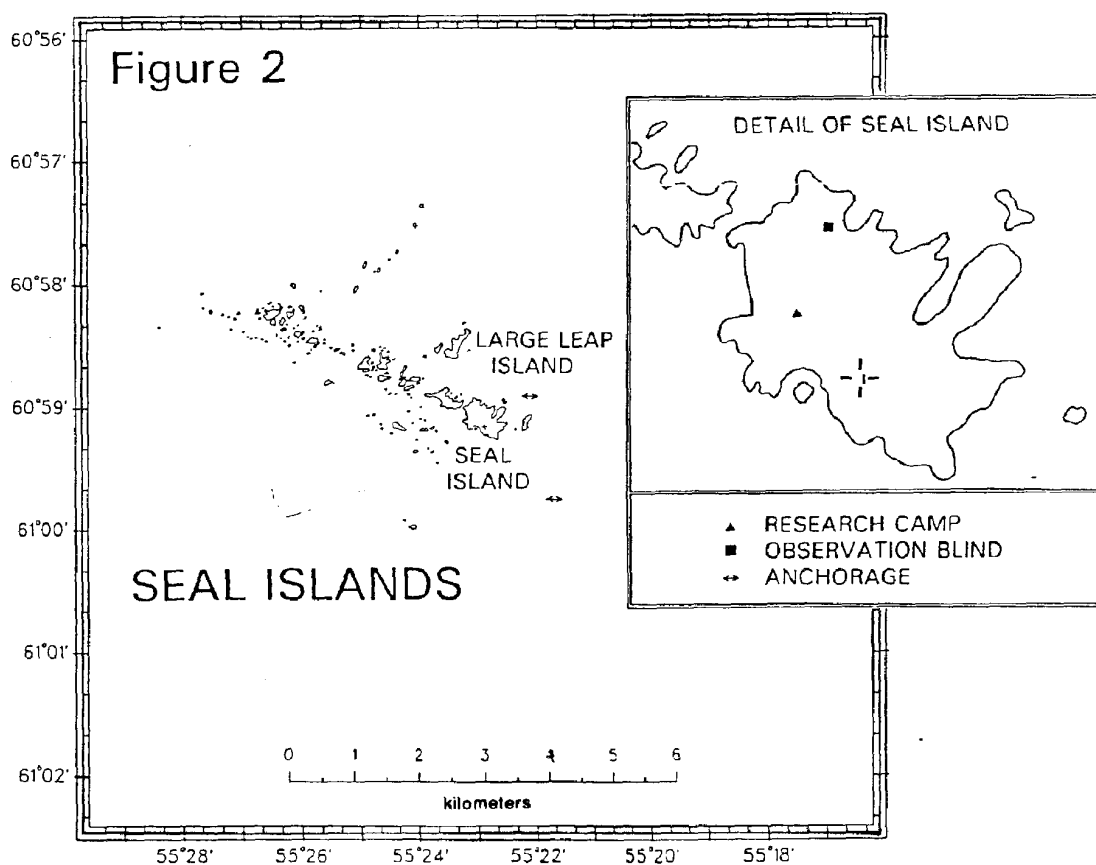 Figure 2
60°56'
60°57'
60°58'
60°59'
61°00'
61°01'
61°02'
LARGE LEAP
ISLAND
SEAL
ISLAND
SEAL ISLANDS
0 1 2 3 4 5 6
kilometers
55°28' 55°26' 55°24' 55°22' 55°20' 55°18'
DETAIL OF SEAL ISLAND
RESEARCH CAMP
OBSERVATION BLIND
ANCHORAGE